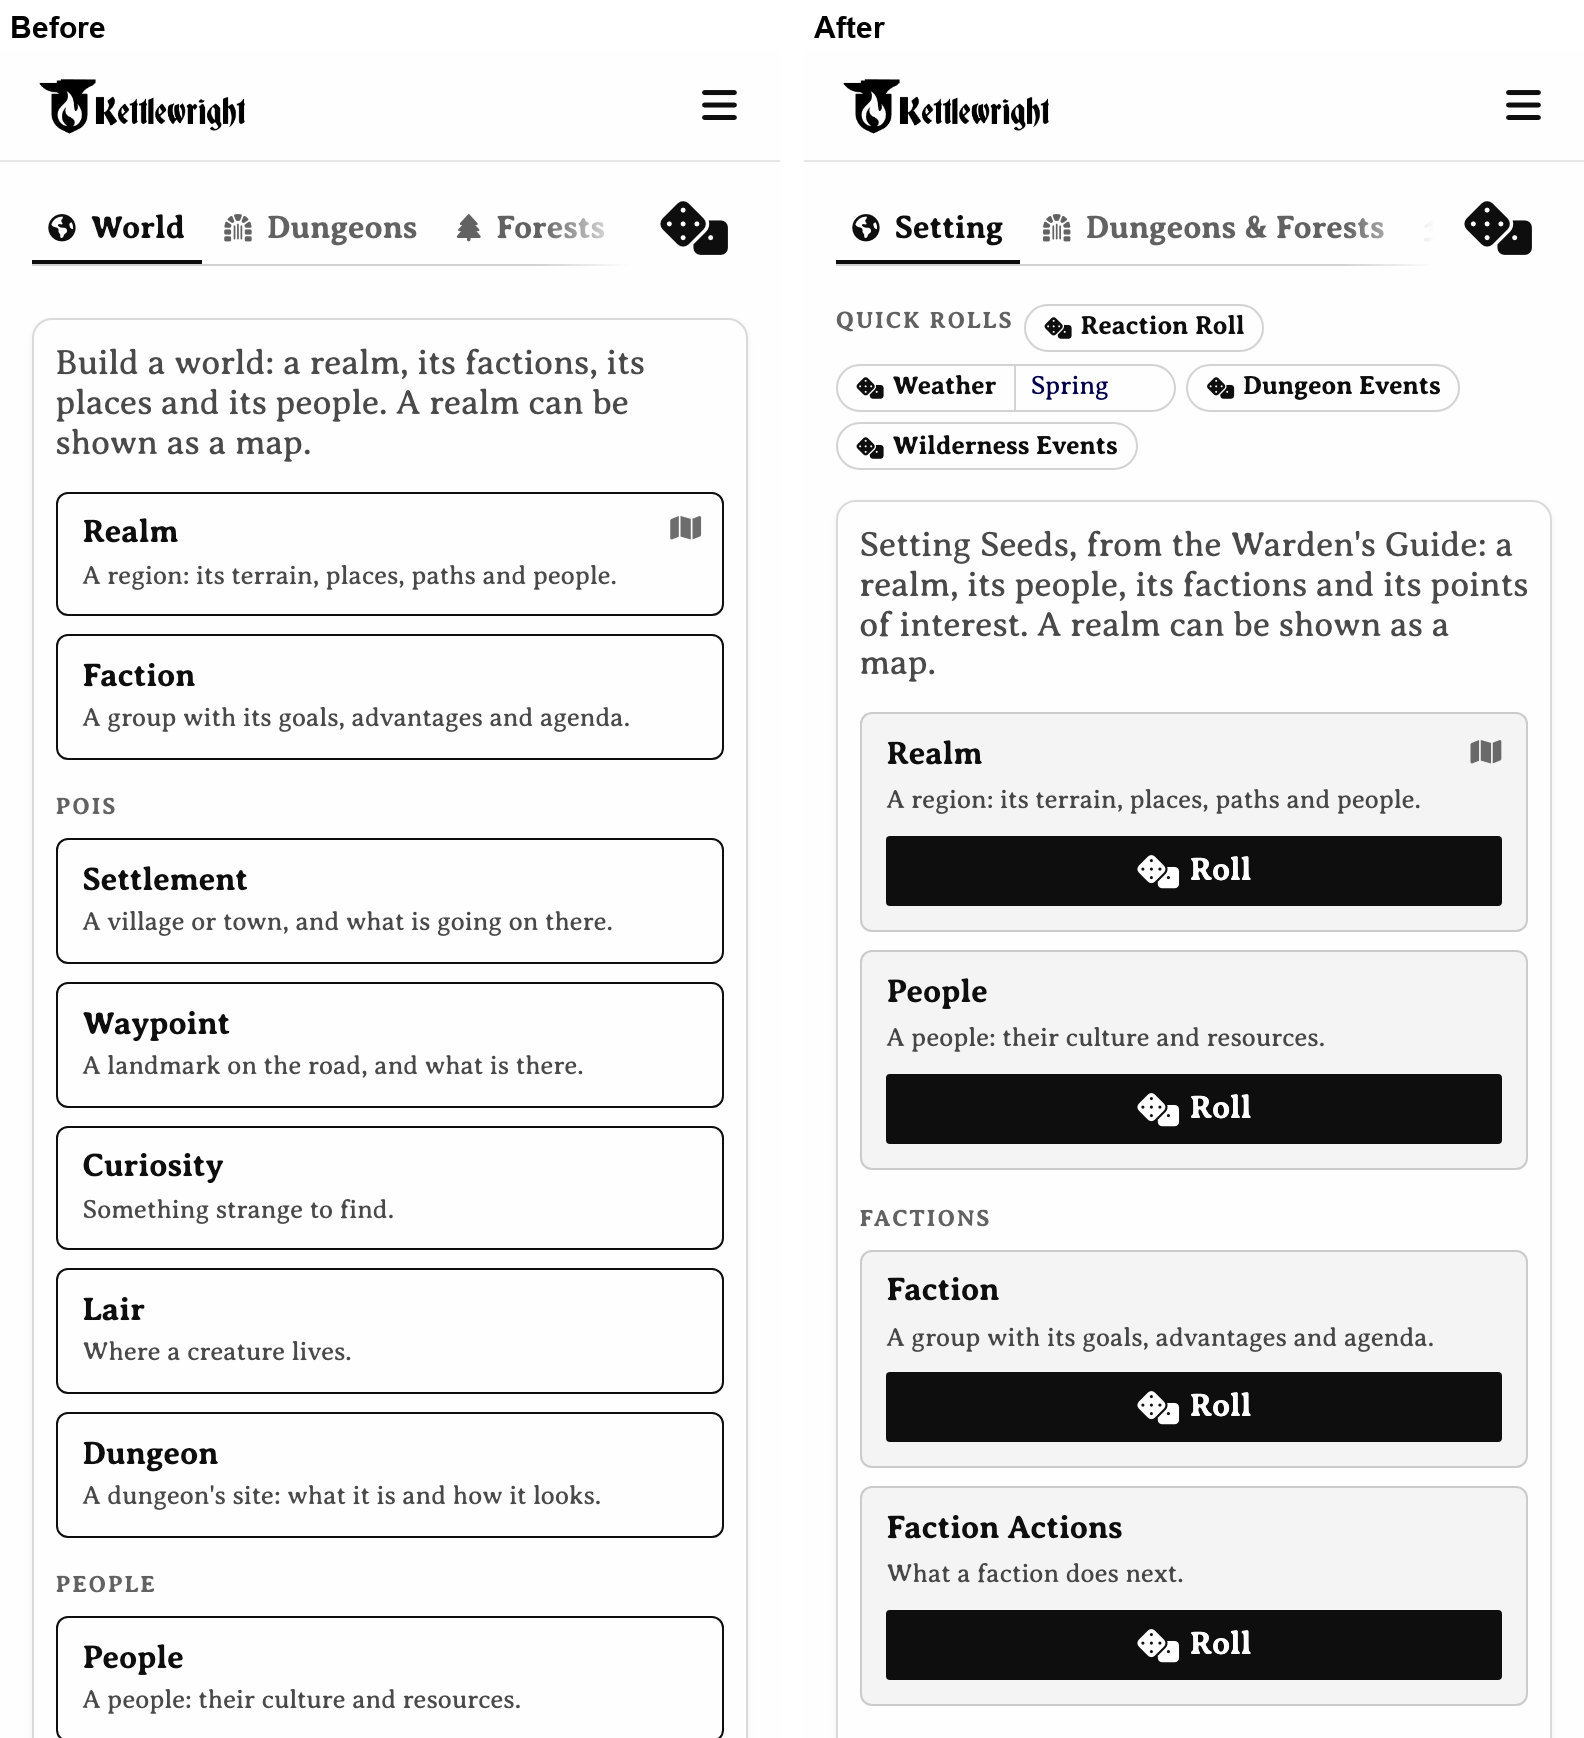 Before
Kettlewright
World
Dungeons
Forests
Build a world: a realm, its factions, its
places and its people. A realm can be
shown as a map.
Realm
A region: its terrain, places, paths and people.
Faction
A group with its goals, advantages and agenda.
POIS
Settlement
A village or town, and what is going on there.
Waypoint
A landmark on the road, and what is there.
Curiosity
Something strange to find.
Lair
Where a creature lives.
Dungeon
A dungeon's site: what it is and how it looks.
PEOPLE
People
A people: their culture and resources.
After
Kettlewright
Setting
Dungeons & Forests
QUICK ROLLS
Reaction Roll
Weather
Spring
Dungeon Events
Wilderness Events
Setting Seeds, from the Warden's Guide: a
realm, its people, its factions and its points
of interest. A realm can be shown as a
map.
Realm
A region: its terrain, places, paths and people.
Roll
People
A people: their culture and resources.
Roll
FACTIONS
Faction
A group with its goals, advantages and agenda.
Roll
Faction Actions
What a faction does next.
Roll